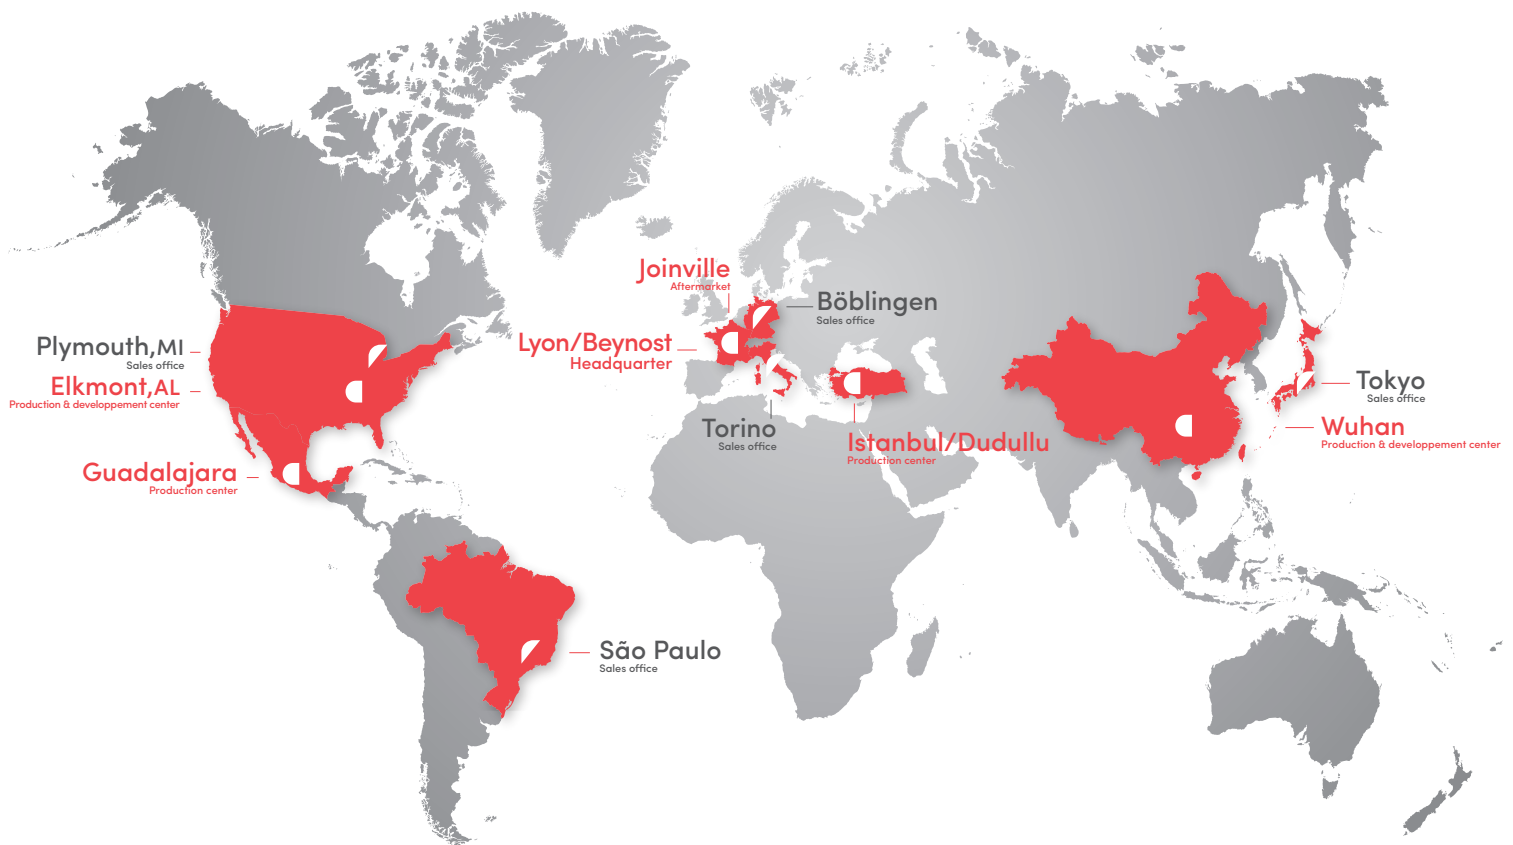 Joinville
Aftermarket
Böblingen
Sales office
Lyon/Beynost
Headquarter
Plymouth,MI
Sales office
Elkmont,AL
Production & developpement center
Tokyo
Sales office
Torino
Sales office
Istanbul/Dudullu
Production center
Wuhan
Production & developpement center
Guadalajara
Production center
São Paulo
Sales office